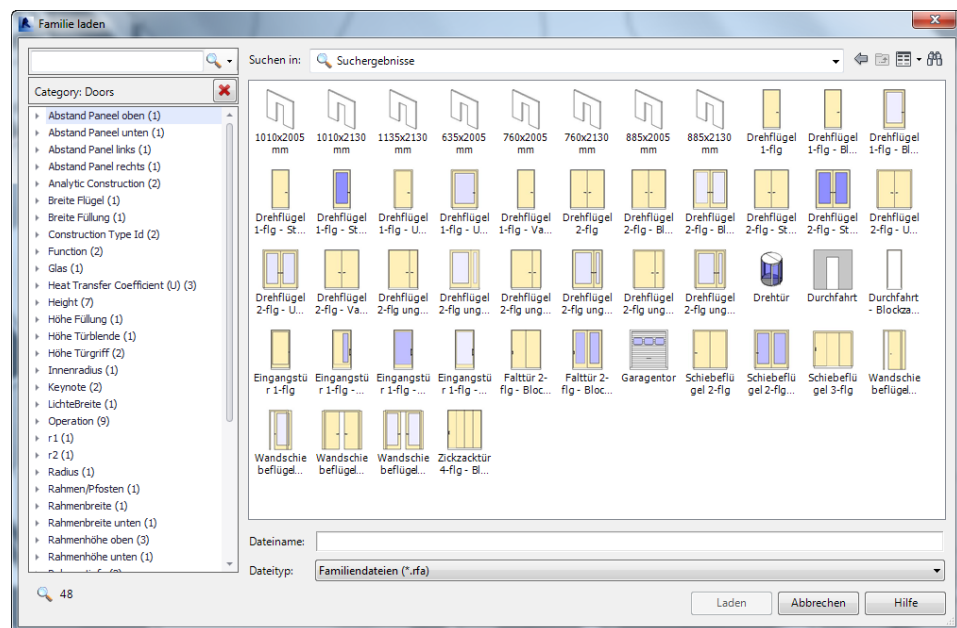 Familie laden
Suchen in: Suchergebnisse
Category: Doors
Abstand Paneel oben (1)
Abstand Paneel unten (1)
Abstand Panel links (1)
Abstand Panel rechts (1)
Analytic Construction (2)
Breite Flügel (1)
Breite Füllung (1)
Construction Type Id (2)
Function (2)
Glas (1)
Heat Transfer Coefficient (U) (3)
Height (7)
Höhe Füllung (1)
Höhe Türblende (1)
Höhe Türgriff (2)
Innenradius (1)
Keynote (2)
LichteBreite (1)
Operation (9)
r1 (1)
r2 (1)
Radius (1)
Rahmen/Pfosten (1)
Rahmenbreite (1)
Rahmenbreite unten (1)
Rahmenhöhe oben (3)
Rahmenhöhe unten (1)
48
1010x2005 1010x2130 1135x2130 635x2005 760x2005 760x2130 885x2005 885x2130 Drehflügel Drehflügel Drehflügel
mm mm mm mm mm mm mm mm 1-flg 1-flg - Bl... 1-flg - Bl...
Drehflügel Drehflügel Drehflügel Drehflügel Drehflügel Drehflügel Drehflügel Drehflügel Drehflügel Drehflügel Drehflügel
1-flg - St... 1-flg - St... 1-flg - U... 1-flg - U... 1-flg - Va... 2-flg 2-flg - Bl... 2-flg - Bl... 2-flg - St... 2-flg - St... 2-flg - U...
Drehflügel Drehflügel Drehflügel Drehflügel Drehflügel Drehflügel Drehflügel Drehflügel Drehtür Durchfahrt Durchfahrt
2-flg - U... 2-flg - Va... 2-flg ung... 2-flg ung... 2-flg ung... 2-flg ung... 2-flg ung... 2-flg ung... - Blockza...
Eingangstü Eingangstü Eingangstü Eingangstü Falttür 2- Falttür 2- Garagentor Schiebeflü Schiebeflü Schiebeflü Wandschie
r 1-flg r 1-flg -... r 1-flg -... r 1-flg -... flg - Bloc... flg - Bloc... gel 2-flg gel 2-flg... gel 3-flg beflügel...
Wandschie Wandschie Wandschie Zickzacktür
beflügel... beflügel... beflügel... 4-flg - Bl...
Dateiname:
Dateityp: Familiendateien (*.rfa)
Laden Abbrechen Hilfe